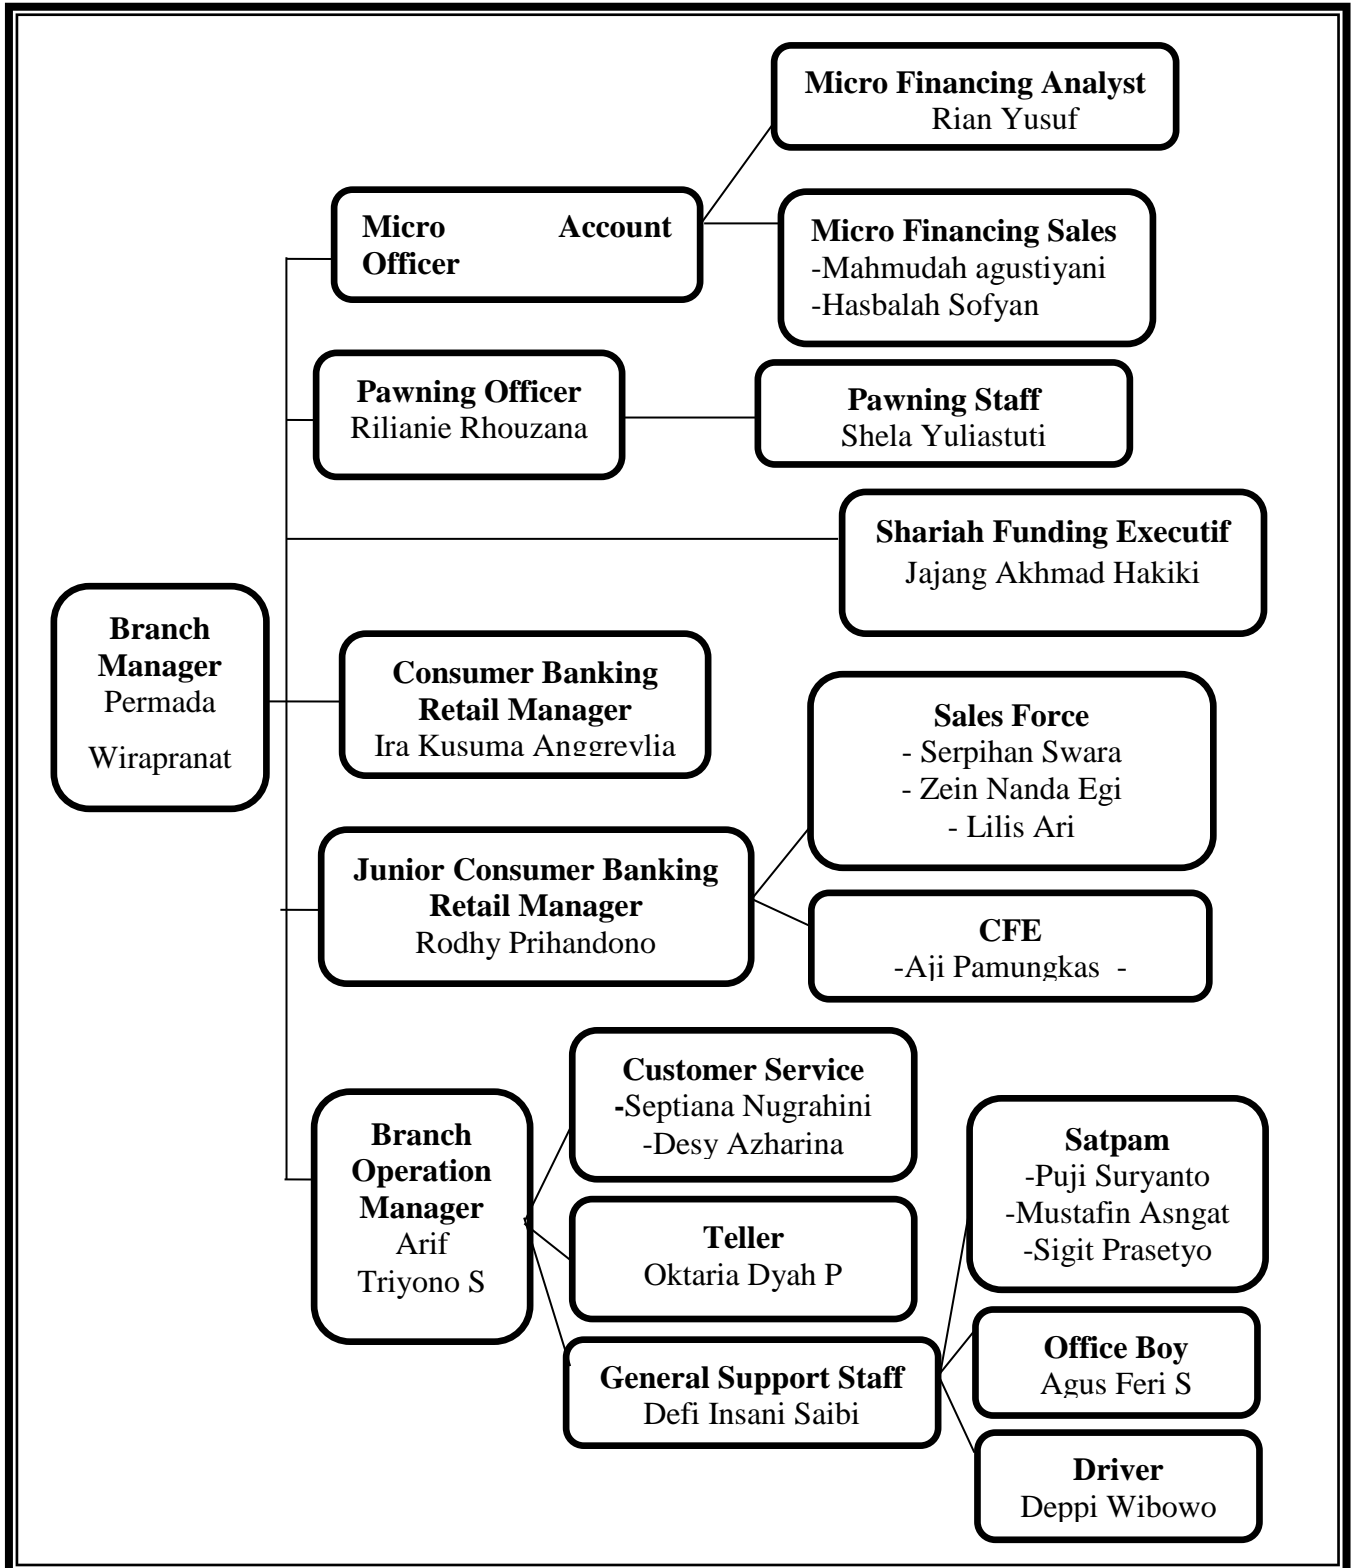 Micro Financing Analyst
Rian Yusuf
Micro Account
Officer
Micro Financing Sales
-Mahmudah agustiyani
-Hasbalah Sofyan
Pawning Officer
Rilianie Rhouzana
Pawning Staff
Shela Yuliastuti
Shariah Funding Executif
Jajang Akhmad Hakiki
Branch
Manager
Permada
Wirapranat
Consumer Banking
Retail Manager
Ira Kusuma Anggreylia
Sales Force
- Serpihan Swara
- Zein Nanda Egi
- Lilis Ari
Junior Consumer Banking
Retail Manager
Rodhy Prihandono
CFE
-Aji Pamungkas -
Customer Service
-Septiana Nugrahini
-Desy Azharina
Branch
Operation
Manager
Arif
Triyono S
Teller
Oktaria Dyah P
General Support Staff
Defi Insani Saibi
Satpam
-Puji Suryanto
-Mustafin Asngat
-Sigit Prasetyo
Office Boy
Agus Feri S
Driver
Deppi Wibowo